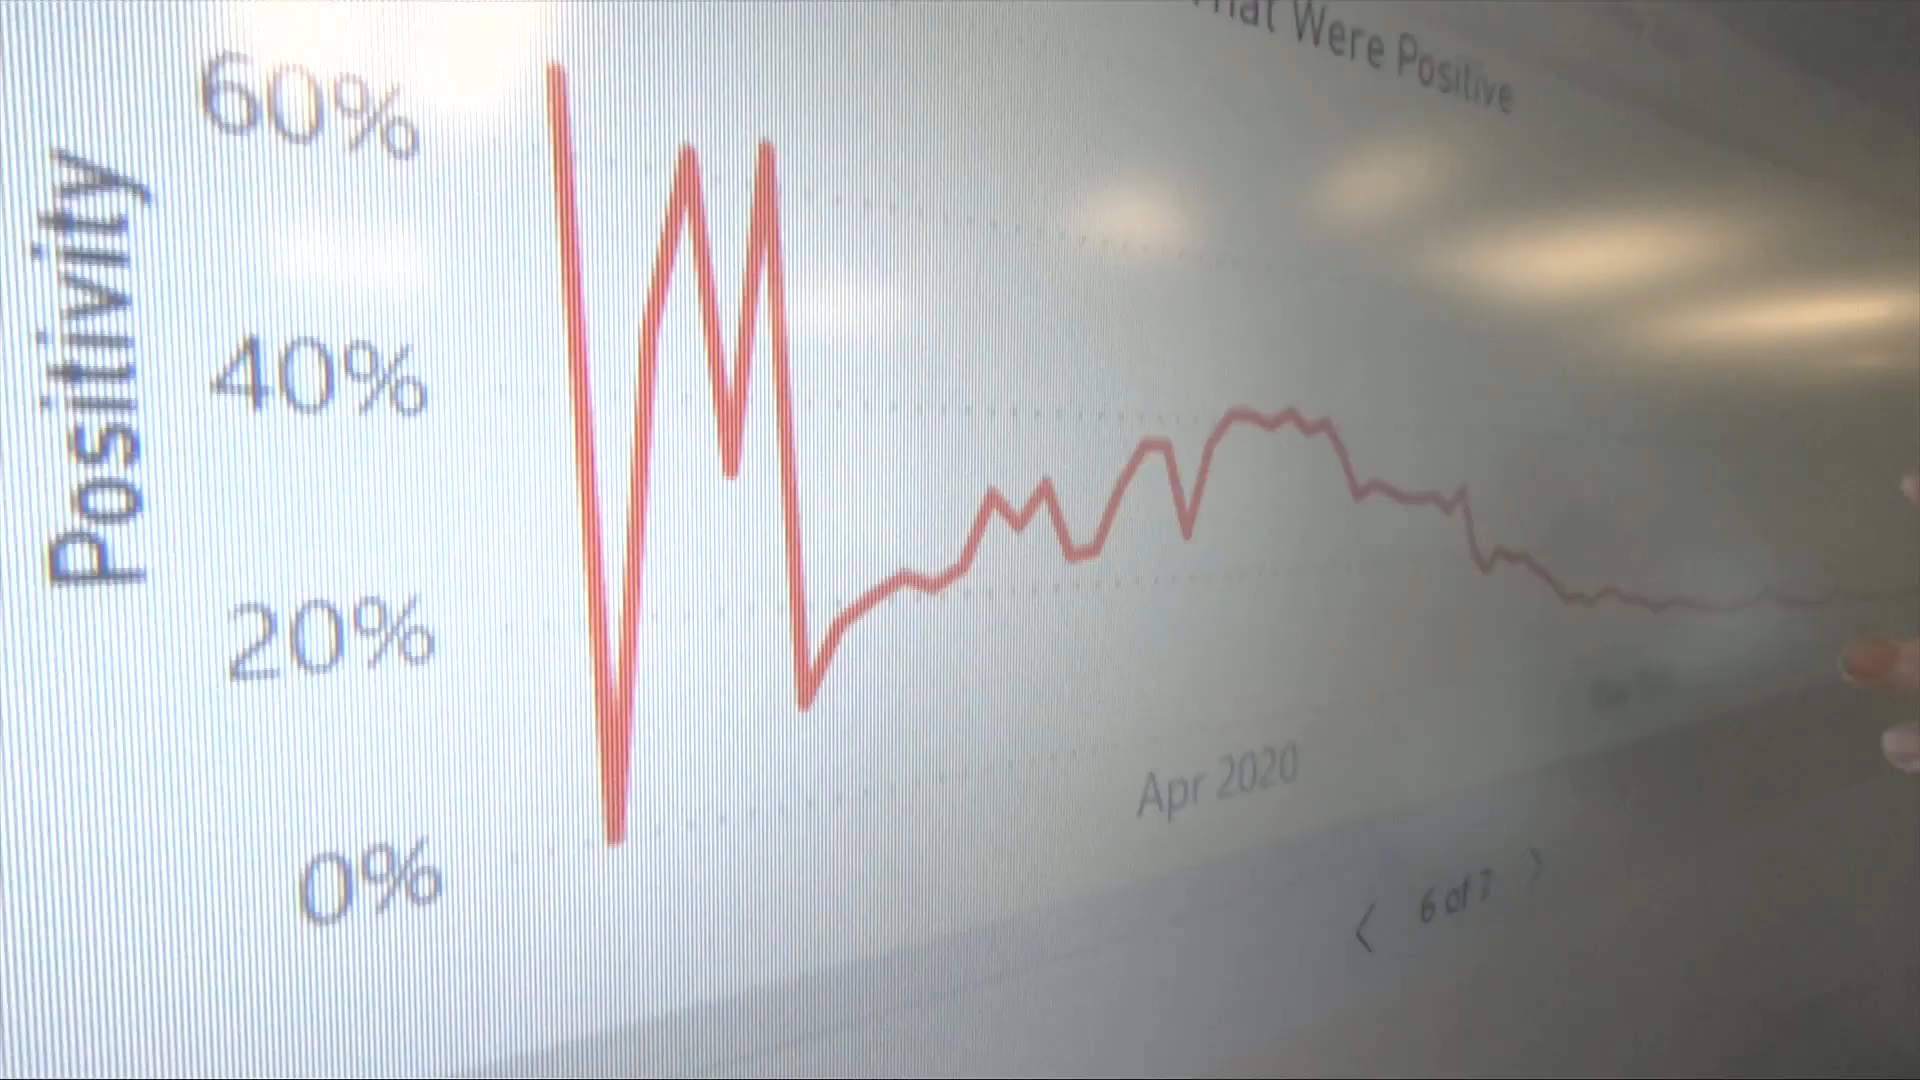 Were Positive
Positivity
60%
40%
20%
0%
Apr 2020
< 6 of 7 >